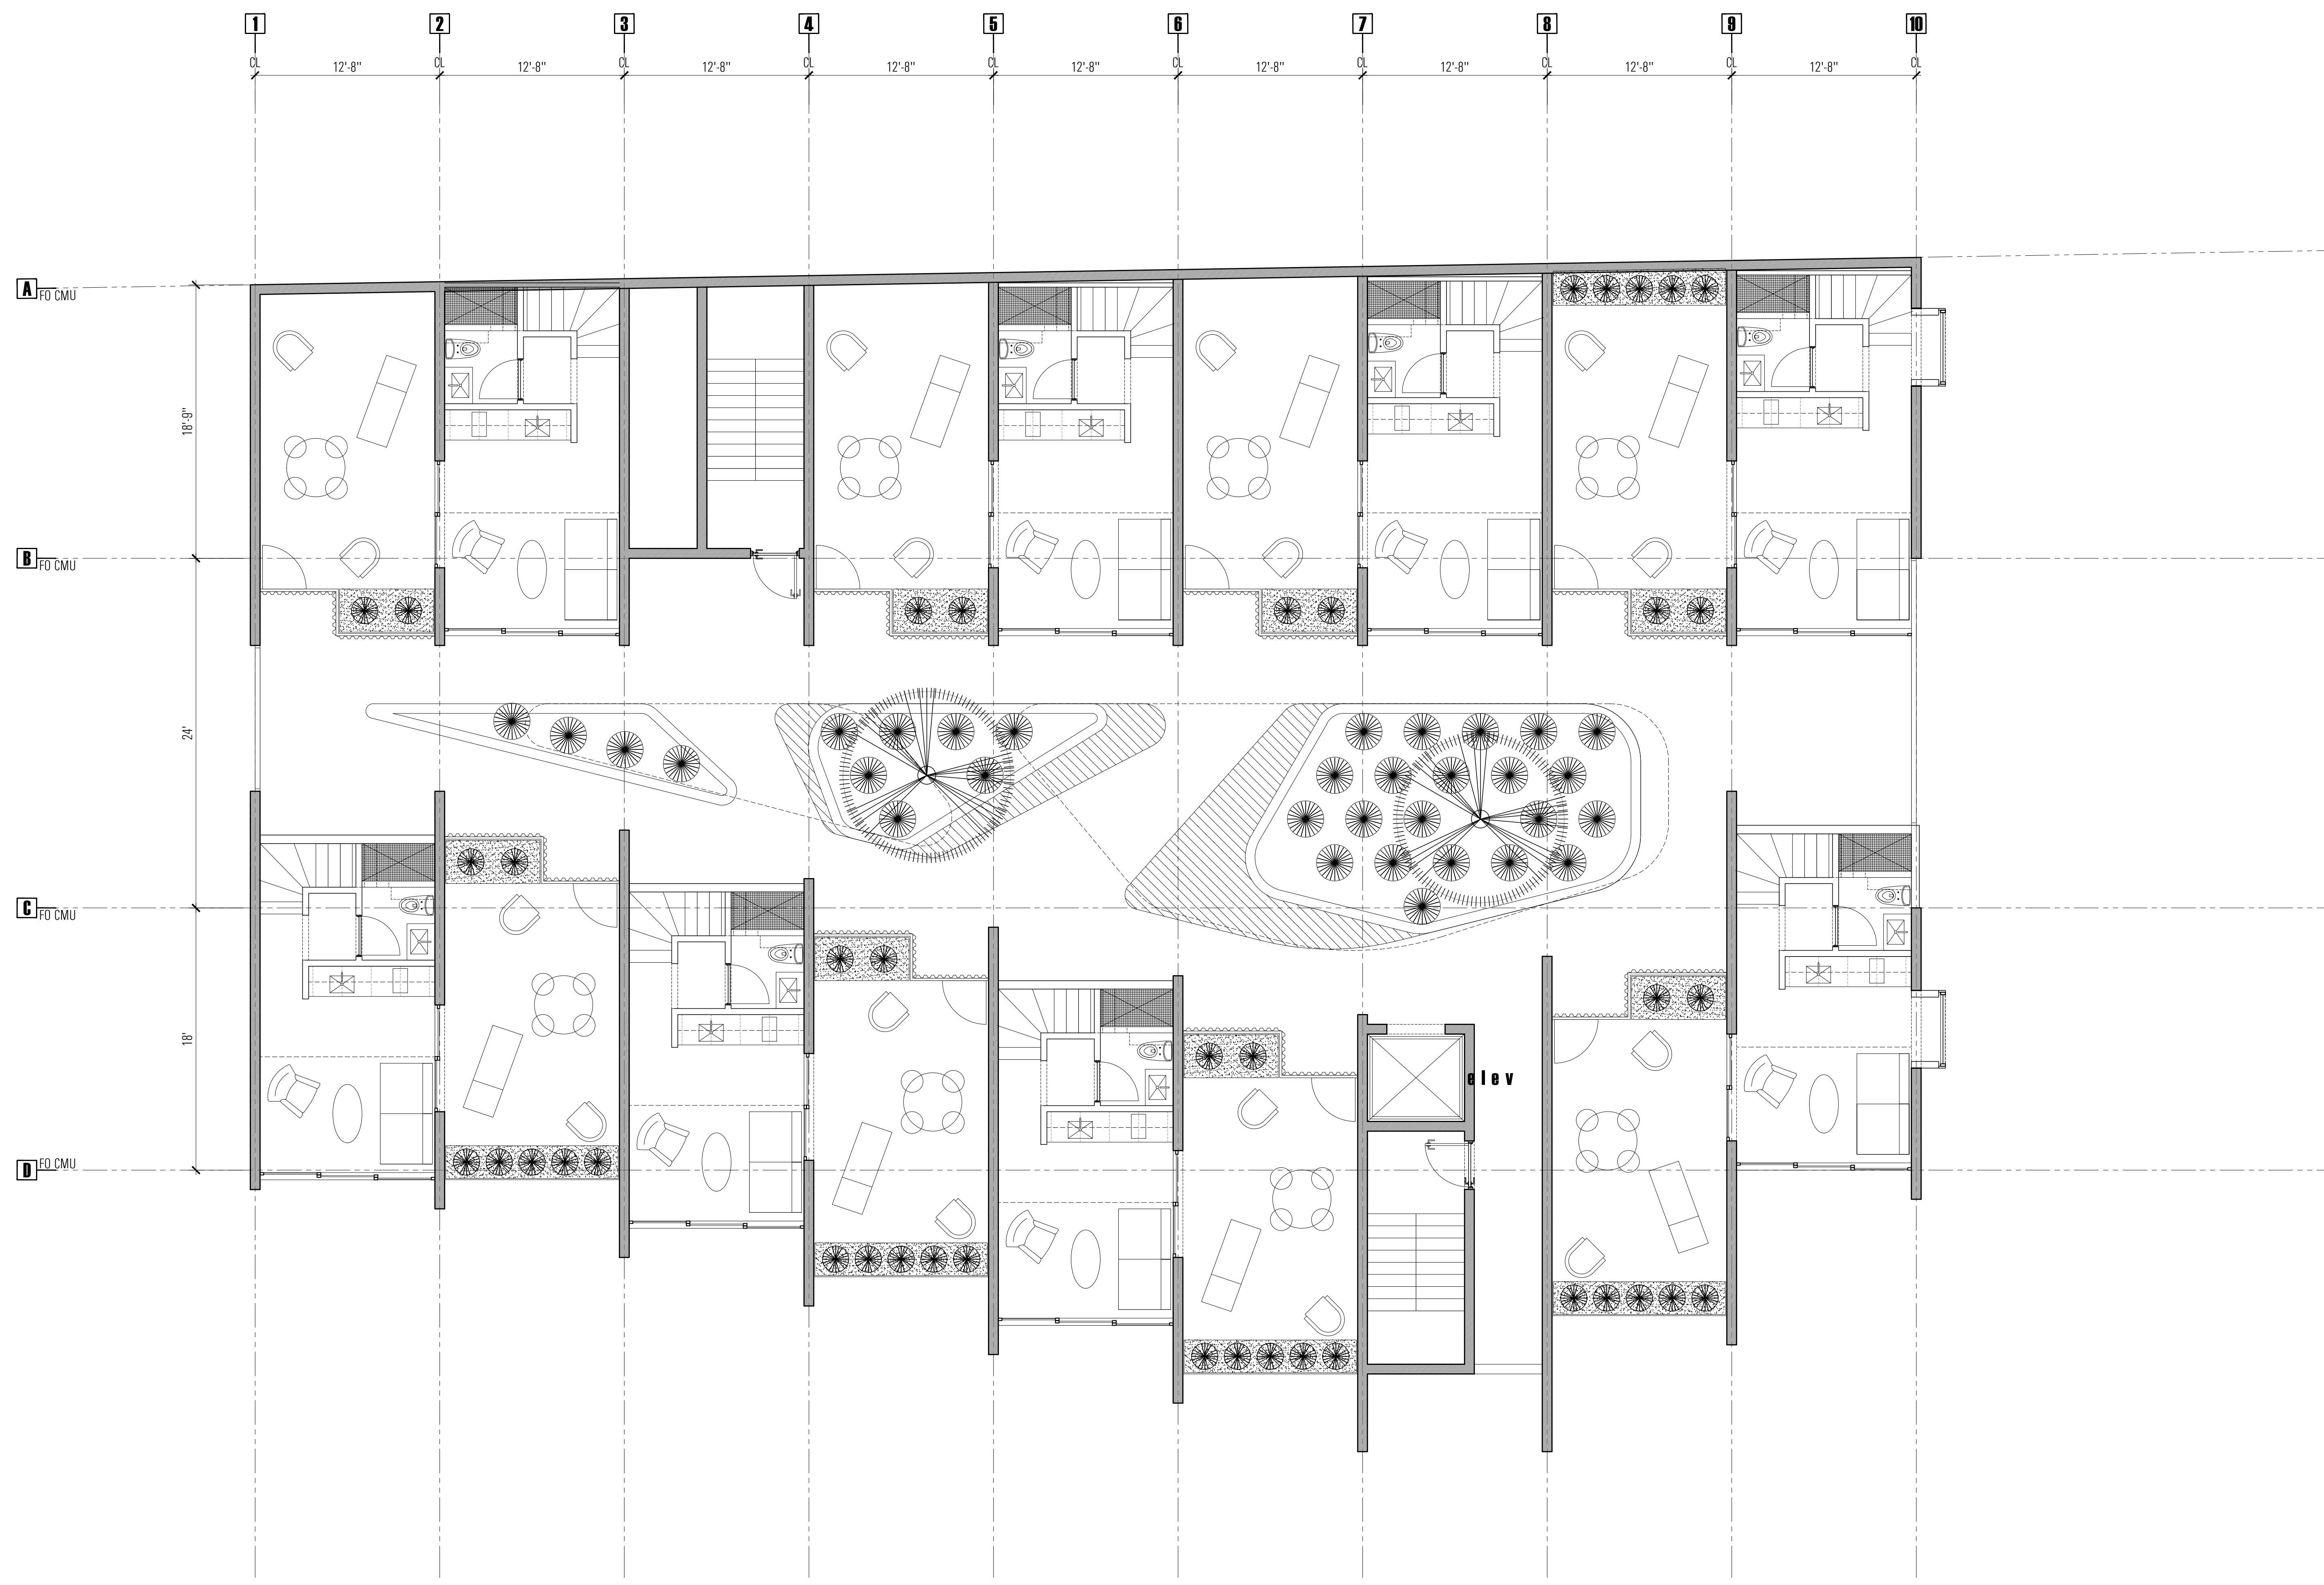 1 2 3 4 5 6 7 8 9 10
CL CL CL CL CL CL CL CL CL CL
12'-8" 12'-8" 12'-8" 12'-8" 12'-8" 12'-8" 12'-8" 12'-8" 12'-8"
A FO CMU
18'-9"
B FO CMU
24'
C FO CMU
18'
elev
D FO CMU